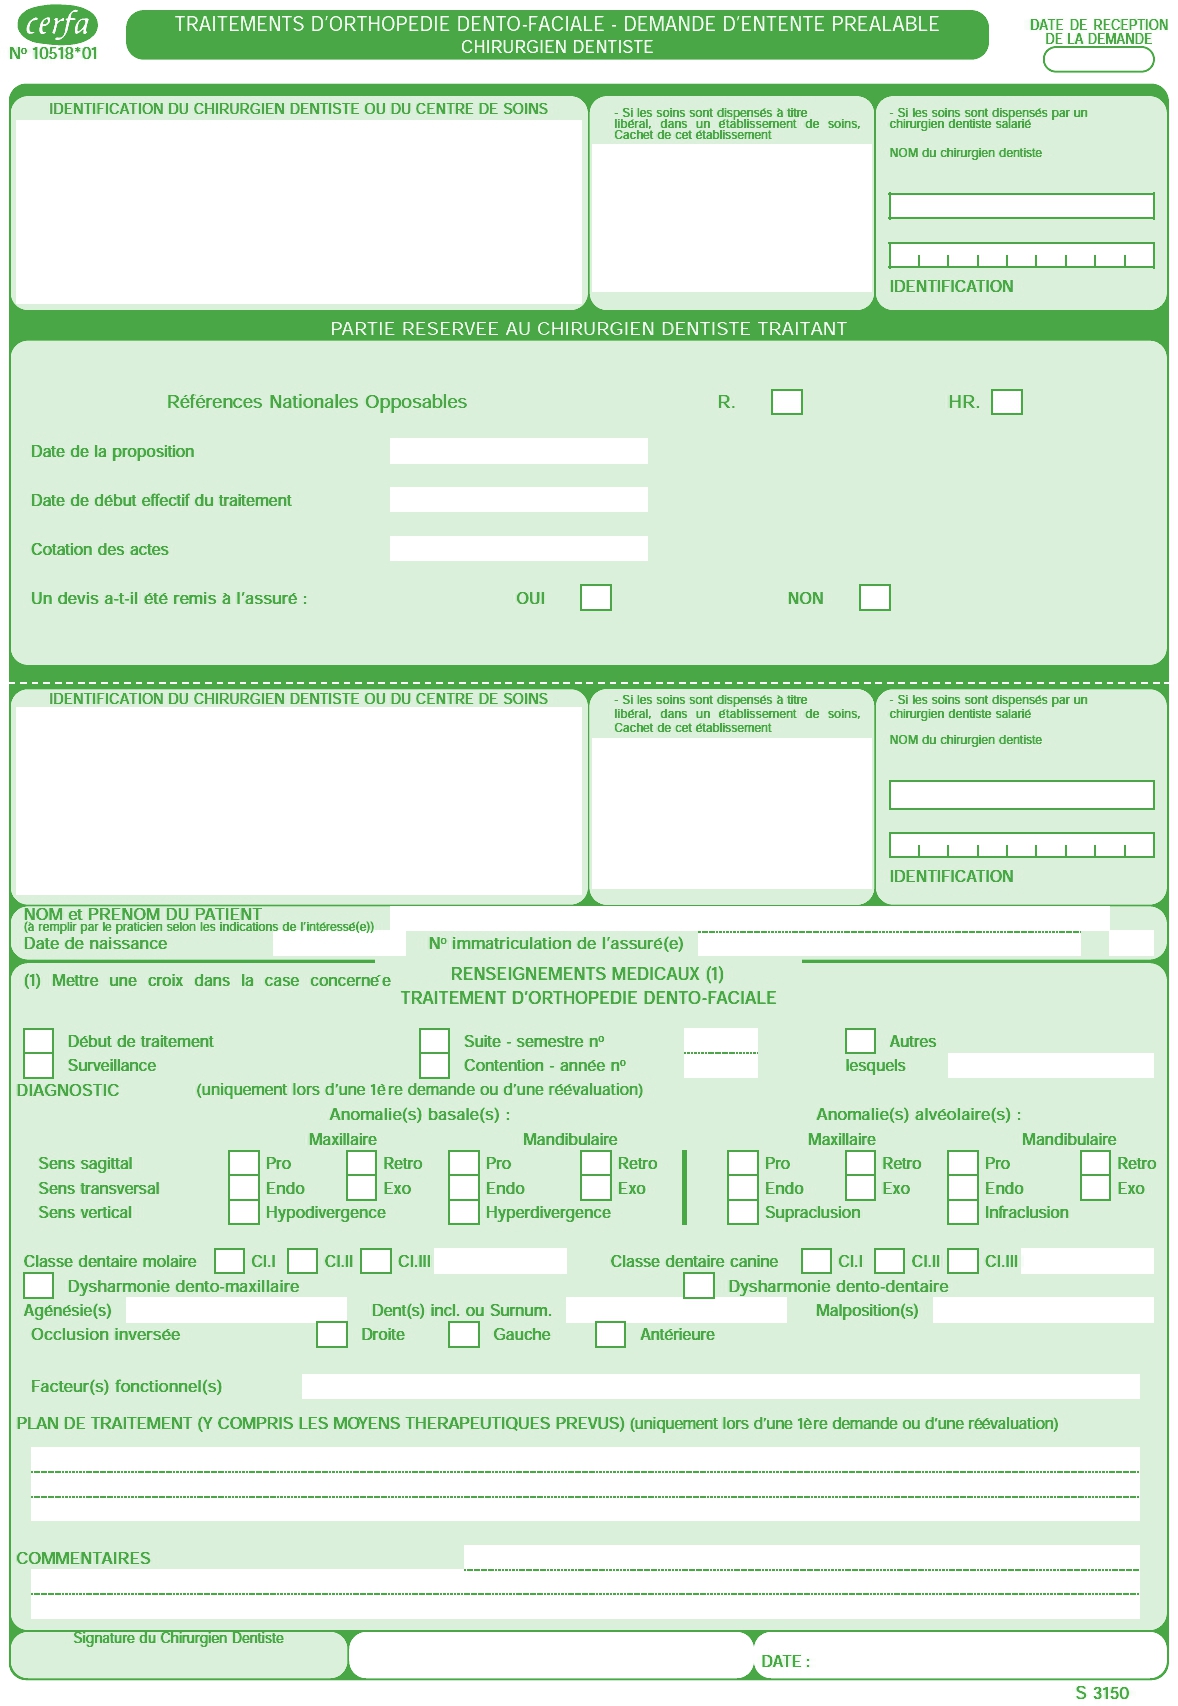 cerfa
Nº 10518*01
TRAITEMENTS D'ORTHOPEDIE DENTO-FACIALE - DEMANDE D'ENTENTE PREALABLE
CHIRURGIEN DENTISTE
DATE DE RECEPTION
DE LA DEMANDE
IDENTIFICATION DU CHIRURGIEN DENTISTE OU DU CENTRE DE SOINS
- Si les soins sont dispensés à titre
libéral, dans un établissement de soins,
Cachet de cet établissement
- Si les soins sont dispensés par un
chirurgien dentiste salarié
NOM du chirurgien dentiste
IDENTIFICATION
PARTIE RESERVEE AU CHIRURGIEN DENTISTE TRAITANT
Références Nationales Opposables R. HR.
Date de la proposition
Date de début effectif du traitement
Cotation des actes
Un devis a-t-il été remis à l'assuré : OUI NON
IDENTIFICATION DU CHIRURGIEN DENTISTE OU DU CENTRE DE SOINS
- Si les soins sont dispensés à titre
libéral, dans un établissement de soins,
Cachet de cet établissement
- Si les soins sont dispensés par un
chirurgien dentiste salarié
NOM du chirurgien dentiste
IDENTIFICATION
NOM et PRENOM DU PATIENT
(à remplir par le praticien selon les indications de l'intéressé(e))
Date de naissance Nº immatriculation de l'assuré(e)
RENSEIGNEMENTS MEDICAUX (1)
(1) Mettre une croix dans la case concernée
TRAITEMENT D'ORTHOPEDIE DENTO-FACIALE
Début de traitement Suite - semestre nº Autres
Surveillance Contention - année nº lesquels
DIAGNOSTIC (uniquement lors d'une 1ère demande ou d'une réévaluation)
Anomalie(s) basale(s) : Anomalie(s) alvéolaire(s) :
Maxillaire Mandibulaire Maxillaire Mandibulaire
Sens sagittal Pro Retro Pro Retro Pro Retro Pro Retro
Sens transversal Endo Exo Endo Exo Endo Exo Endo Exo
Sens vertical Hypodivergence Hyperdivergence Supraclusion Infraclusion
Classe dentaire molaire Cl.I Cl.II Cl.III Classe dentaire canine Cl.I Cl.II Cl.III
Dysharmonie dento-maxillaire Dysharmonie dento-dentaire
Agénésie(s) Dent(s) incl. ou Surnum. Malposition(s)
Occlusion inversée Droite Gauche Antérieure
Facteur(s) fonctionnel(s)
PLAN DE TRAITEMENT (Y COMPRIS LES MOYENS THERAPEUTIQUES PREVUS) (uniquement lors d'une 1ère demande ou d'une réévaluation)
COMMENTAIRES
Signature du Chirurgien Dentiste
DATE :
S 3150